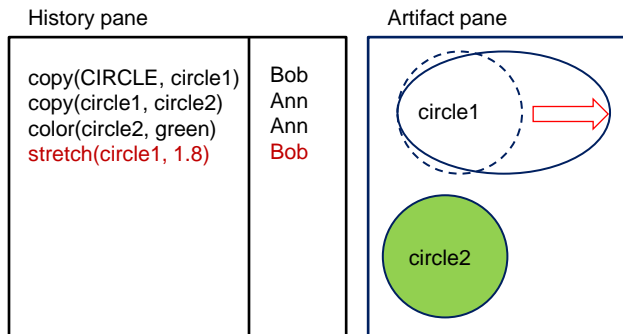 History pane
Artifact pane
copy(CIRCLE, circle1) Bob
copy(circle1, circle2) Ann
color(circle2, green) Ann
stretch(circle1, 1.8) Bob
circle1
circle2